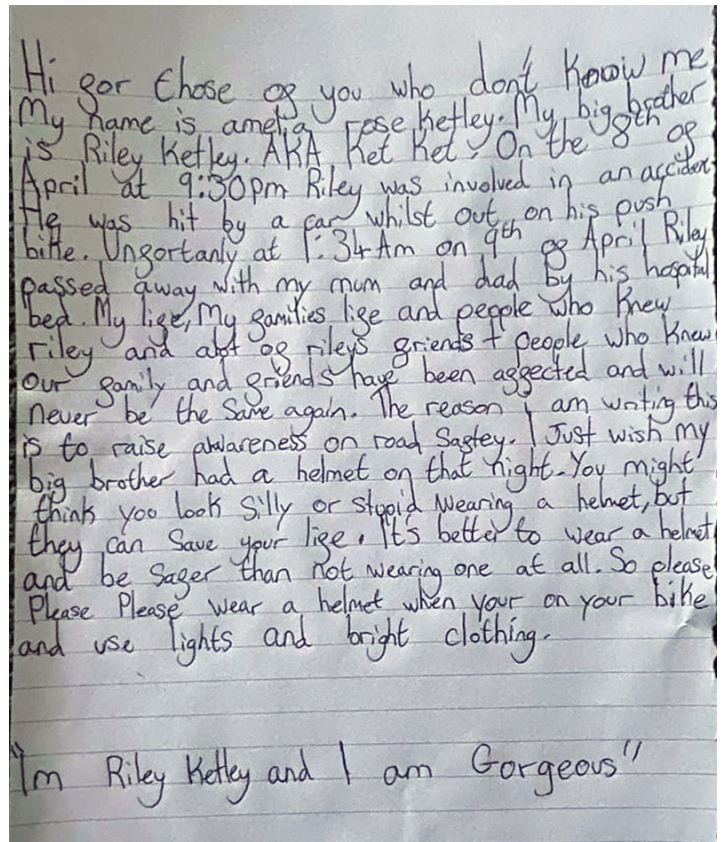 Hi for those of you who don't know me
My name is amelia rose Ketley. My big brother
is Riley Ketley. AKA Ket Ket. On the 8th of
April at 9:30pm Riley was involved in an acciden
He was hit by a car whilst out on his push
bike. Unfortanly at 1:34Am on 9th of April Riley
passed away with my mum and dad by his hospital
bed. My life, My families life and people who knew
riley and alot of rileys friends + people who knew
our family and friends have been affected and will
never be the same again. The reason I am writing this
is to raise awareness on road Saftey. I Just wish my
big brother had a helmet on that night. You might
think you look Silly or stupid wearing a helmet, but
they can Save your life. It's better to wear a helmet
and be Safer than not wearing one at all. So please
Please Please wear a helmet when your on your bike
and use lights and bright clothing.
"Im Riley Ketley and I am Gorgeous"